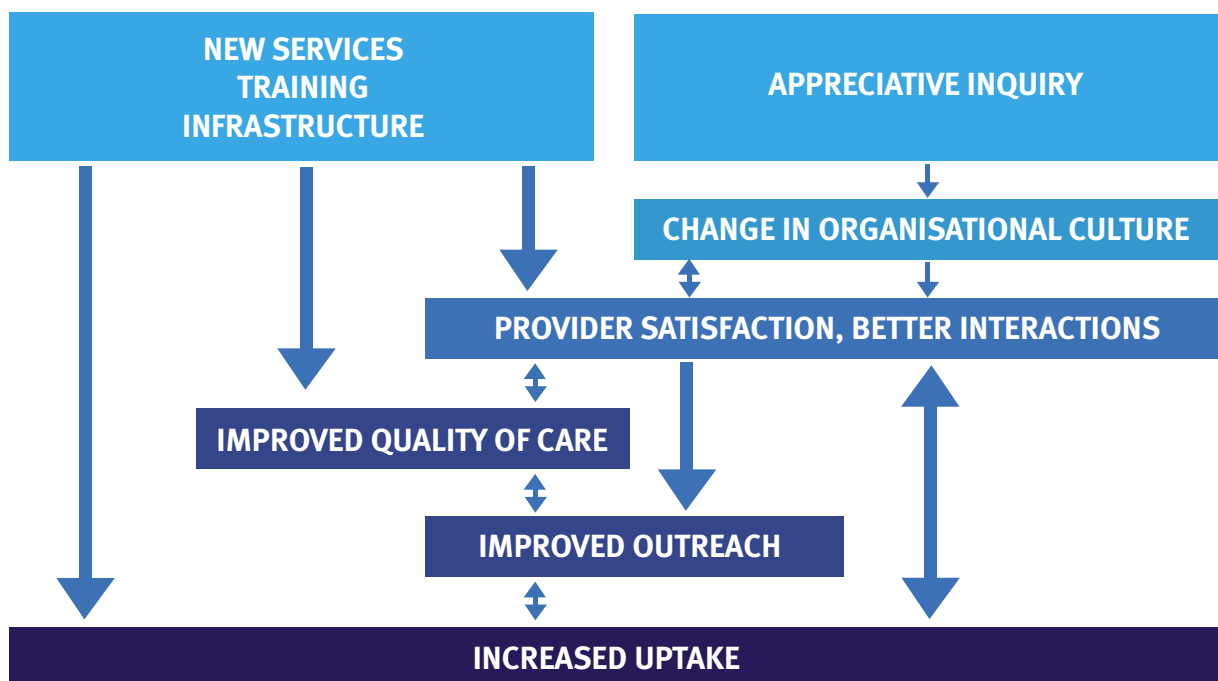 NEW SERVICES
TRAINING
INFRASTRUCTURE
APPRECIATIVE INQUIRY
CHANGE IN ORGANISATIONAL CULTURE
PROVIDER SATISFACTION, BETTER INTERACTIONS
IMPROVED QUALITY OF CARE
IMPROVED OUTREACH
INCREASED UPTAKE